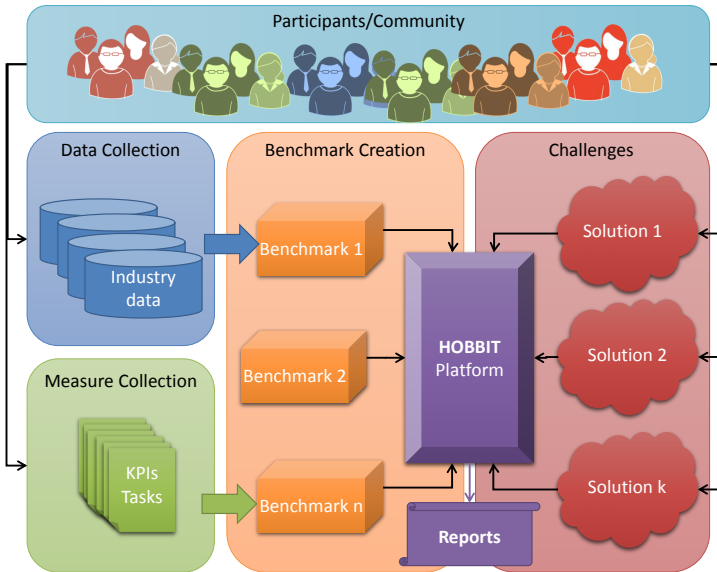 Participants/Community
Data Collection
Industry
data
Measure Collection
KPIs
Tasks
Benchmark Creation
Benchmark 1
Benchmark 2
Benchmark n
HOBBIT
Platform
Reports
Challenges
Solution 1
Solution 2
Solution k